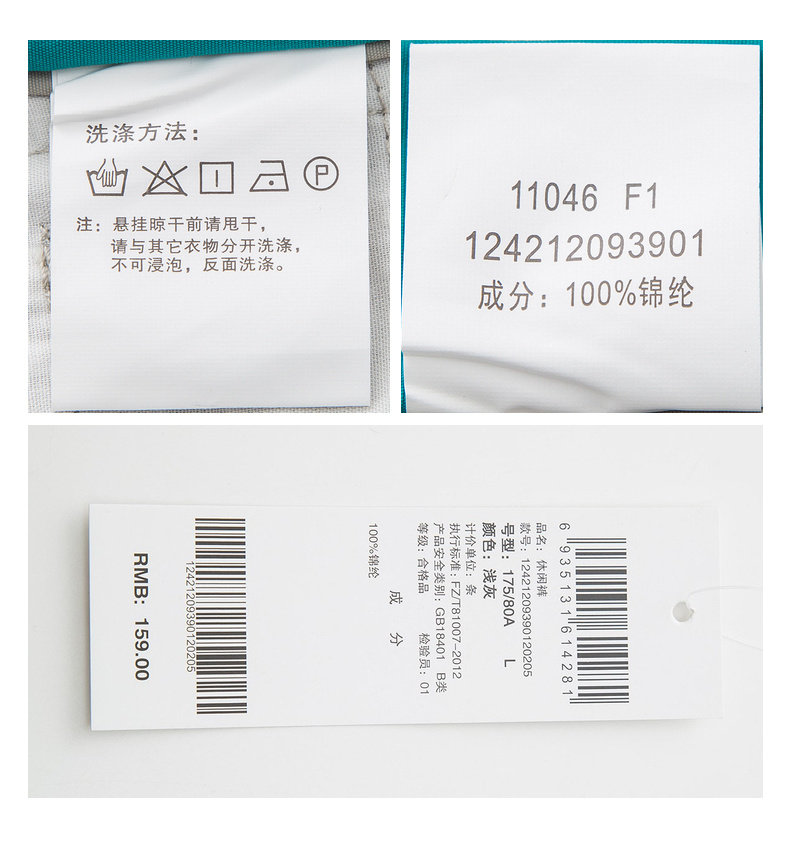 洗涤方法：
P
注：悬挂晾干前请甩干，
请与其它衣物分开洗涤，
不可浸泡，反面洗涤。
11046 F1
124212093901
成分：100%锦纶
6 935131 614281
品名：休闲裤
款号：12421209390120205
号型：175/80A L
颜色：浅灰
计价单位：条
执行标准：FZ/T81007-2012
产品安全类别：GB18401 B类
等级：合格品 检验员：01
成 分
100%锦纶
12421209390120205
RMB：159.00